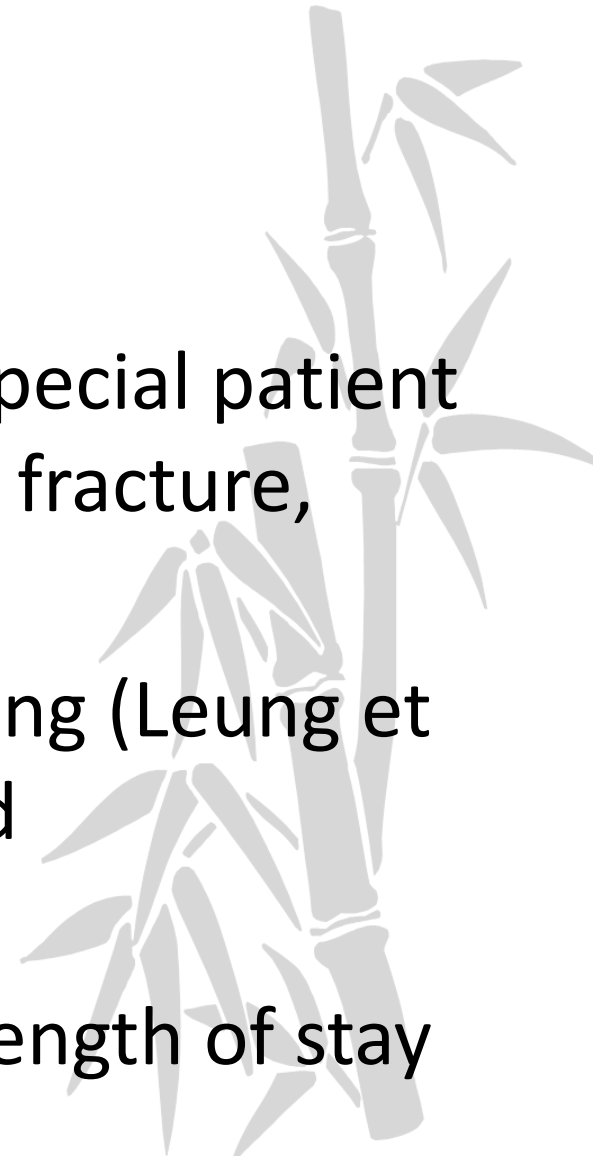 pecial patient
fracture,
ng (Leung et
d
ength of stay